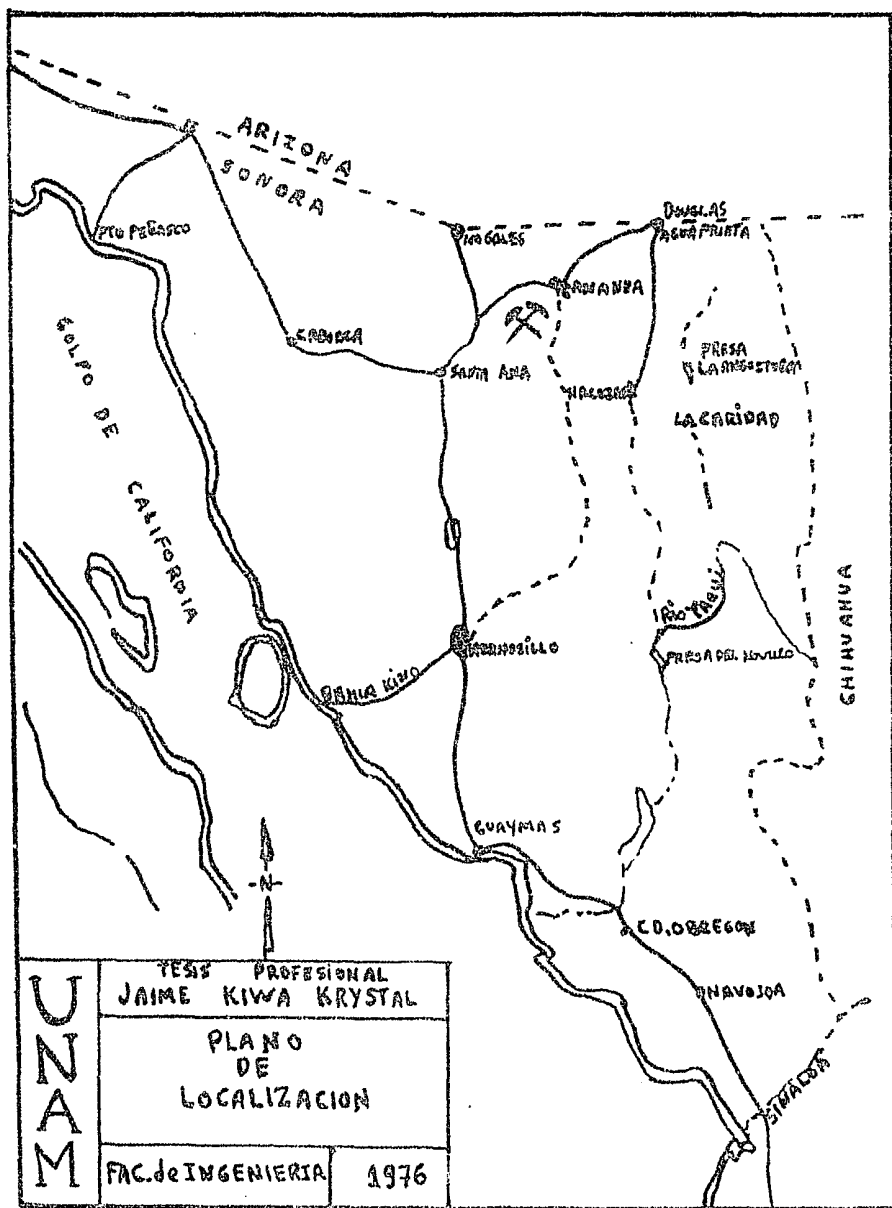 ARIZONA
SONORA
PTO PEÑASCO
NOGALES
DOUGLAS
AGUA PRIETA
CANANEA
CABORCA
SANTA ANA
PRESA
LA ANGOSTURA
NACOZARI
LA CARIDAD
GOLFO DE CALIFORDIA
RIO YAQUI
CHIHUAHUA
HERMOSILLO
PRESA DEL NOVILLO
BAHIA KINO
GUAYMAS
N
CD. OBREGON
NAVOJOA
SINALOA
UNAM
TESIS PROFESIONAL
JAIME KIWA KRYSTAL
PLANO
DE
LOCALIZACION
FAC. de INGENIERIA
1976